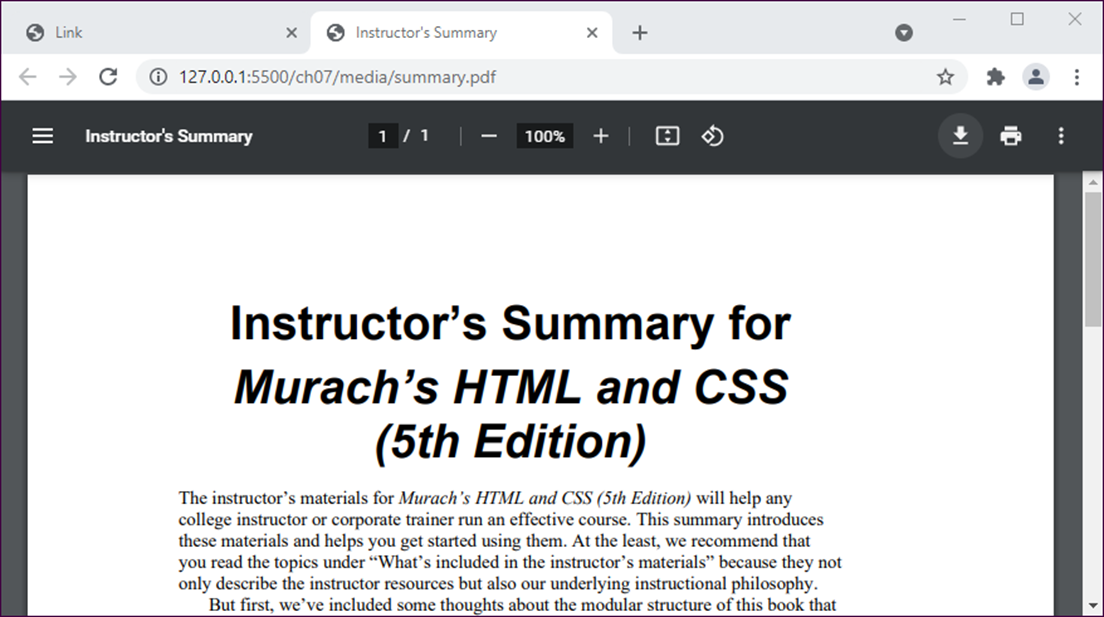 Link
Instructor's Summary
127.0.0.1:5500/ch07/media/summary.pdf
Instructor's Summary
1 / 1
100%
Instructor’s Summary for
Murach’s HTML and CSS
(5th Edition)
The instructor’s materials for Murach’s HTML and CSS (5th Edition) will help any
college instructor or corporate trainer run an effective course. This summary introduces
these materials and helps you get started using them. At the least, we recommend that
you read the topics under “What’s included in the instructor’s materials” because they not
only describe the instructor resources but also our underlying instructional philosophy.
But first, we’ve included some thoughts about the modular structure of this book that